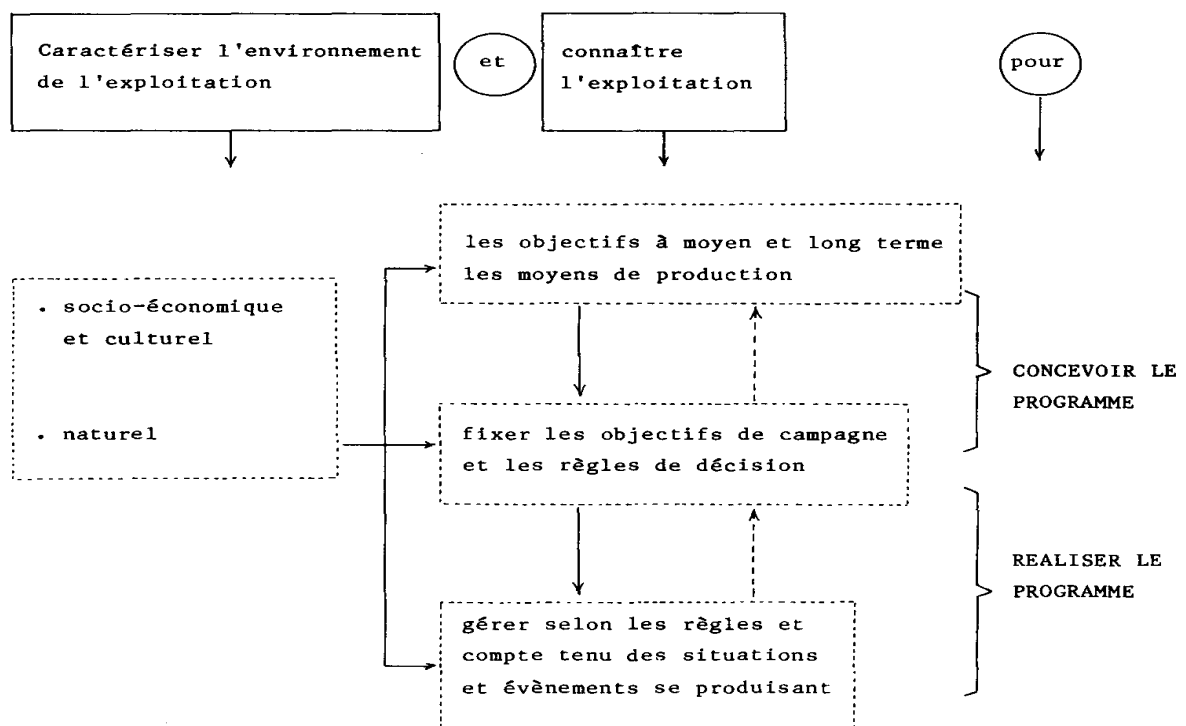 Caractériser l'environnement
de l'exploitation
et
connaître
l'exploitation
pour
les objectifs à moyen et long terme
les moyens de production
. socio-économique
et culturel
. naturel
fixer les objectifs de campagne
et les règles de décision
gérer selon les règles et
compte tenu des situations
et évènements se produisant
CONCEVOIR LE
PROGRAMME
REALISER LE
PROGRAMME